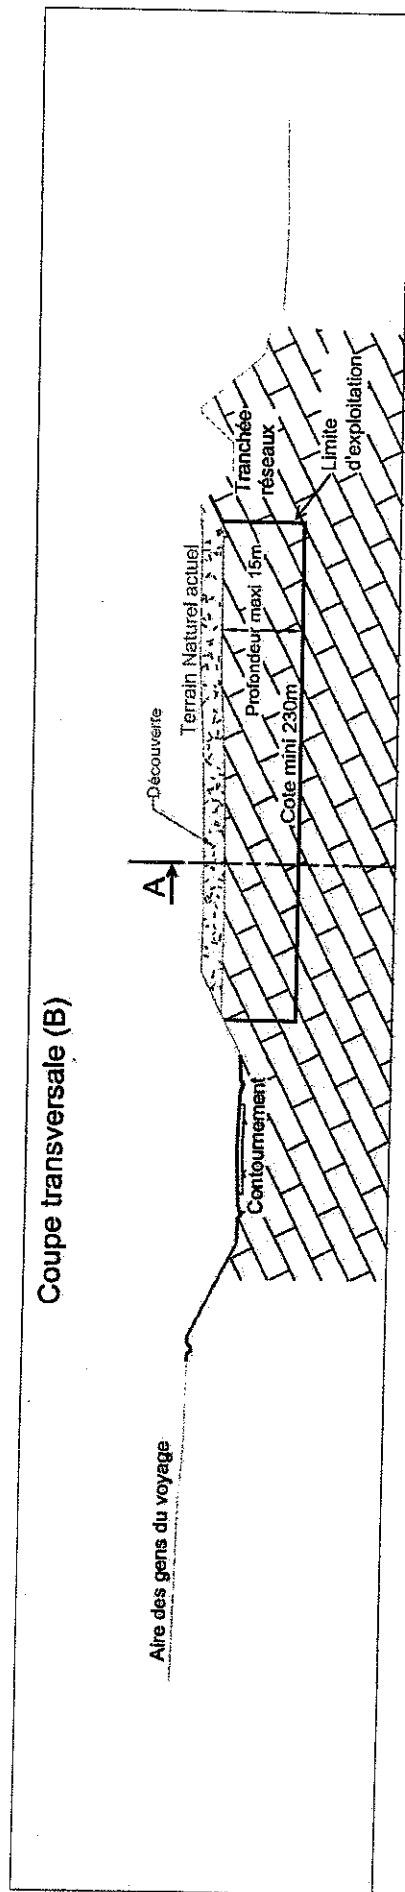 Coupe transversale (B)
Aire des gens du voyage
Contournement
A
Découverte
Terrain Naturel actuel
Profondeur maxi 15m
Cote mini 230m
Tranchée
réseaux
Limite
d'exploitation